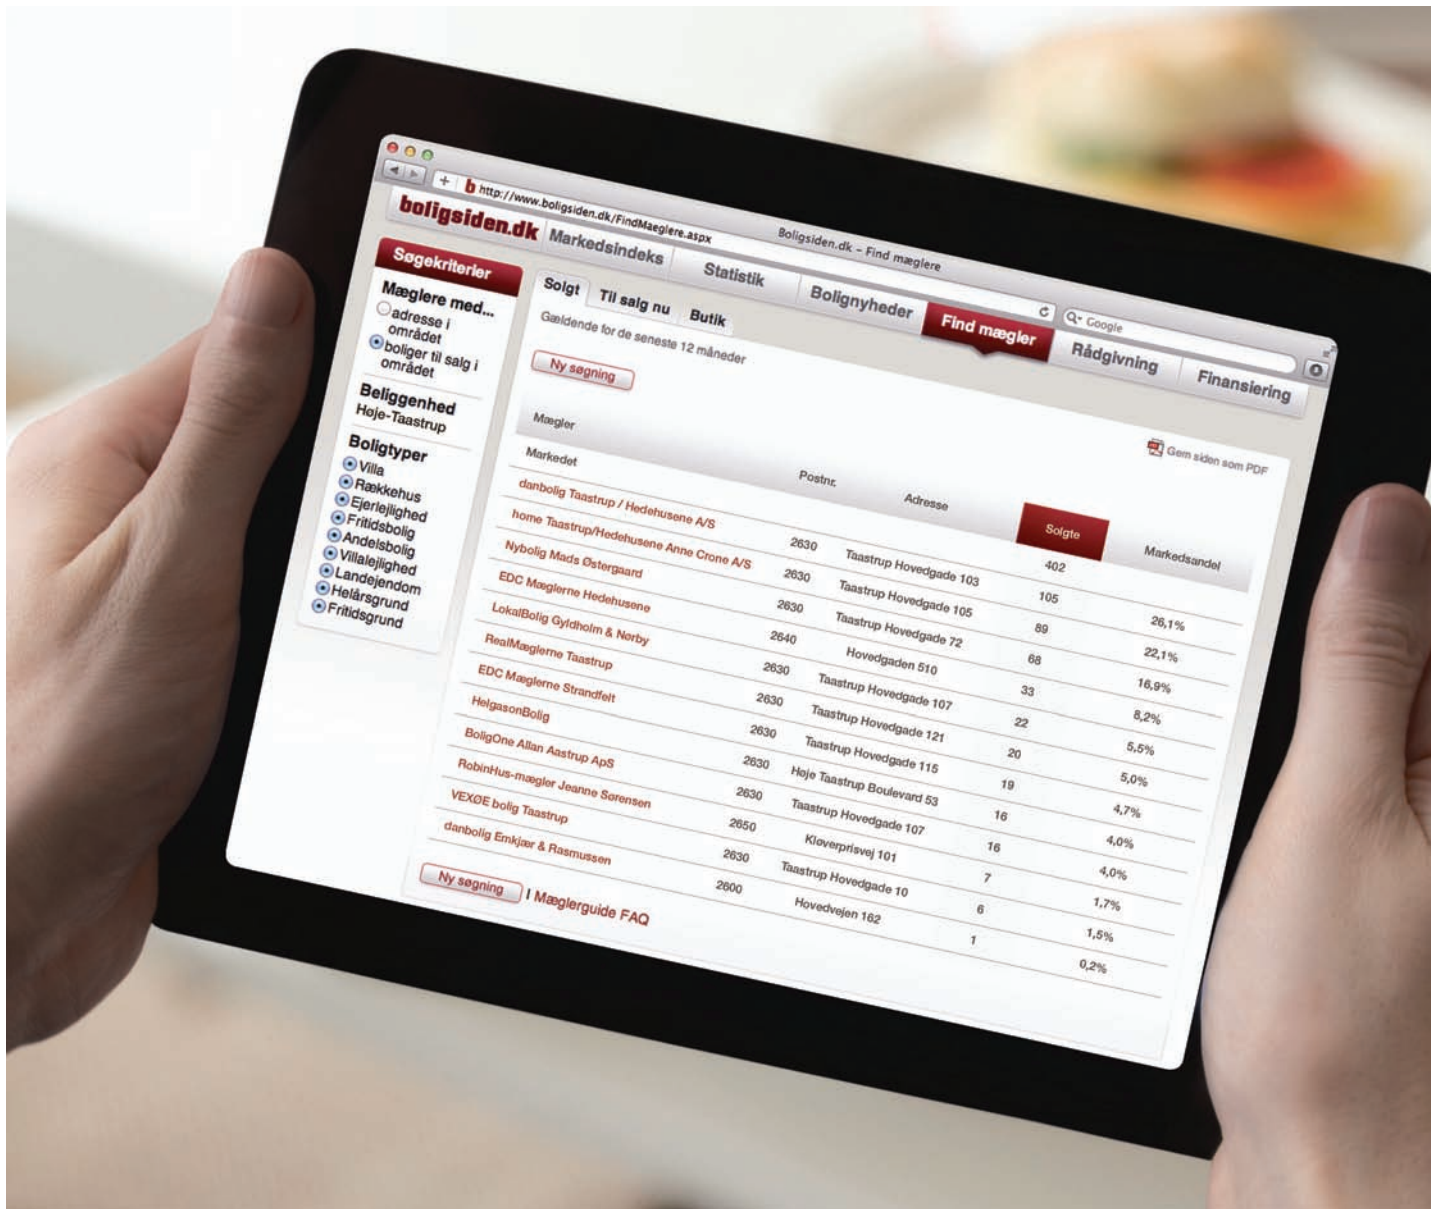 Boligsiden.dk – Find mæglere
http://www.boligsiden.dk/FindMaeglere.aspx
Google
boligsiden.dk
Markedsindeks Statistik Bolignyheder Find mægler Rådgivning Finansiering
Søgekriterier
Mæglere med...
adresse i
området
boliger til salg i
området
Beliggenhed
Høje-Taastrup
Boligtyper
Villa
Rækkehus
Ejerlejlighed
Fritidsbolig
Andelsbolig
Villalejlighed
Landejendom
Helårsgrund
Fritidsgrund
Solgt Til salg nu Butik
Gældende for de seneste 12 måneder
Ny søgning
Gem siden som PDF
Mægler Postnr. Adresse Solgte Markedsandel
Markedet 402
danbolig Taastrup / Hedehusene A/S 2630 Taastrup Hovedgade 103 105 26,1%
home Taastrup/Hedehusene Anne Crone A/S 2630 Taastrup Hovedgade 105 89 22,1%
Nybolig Mads Østergaard 2630 Taastrup Hovedgade 72 68 16,9%
EDC Mæglerne Hedehusene 2640 Hovedgaden 510 33 8,2%
LokalBolig Gyldholm & Nørby 2630 Taastrup Hovedgade 107 22 5,5%
RealMæglerne Taastrup 2630 Taastrup Hovedgade 121 20 5,0%
EDC Mæglerne Strandfelt 2630 Taastrup Hovedgade 115 19 4,7%
HelgasonBolig 2630 Høje Taastrup Boulevard 53 16 4,0%
BoligOne Allan Aastrup ApS 2630 Taastrup Hovedgade 107 16 4,0%
RobinHus-mægler Jeanne Sørensen 2650 Kløverprisvej 101 7 1,7%
VEXØE bolig Taastrup 2630 Taastrup Hovedgade 10 6 1,5%
danbolig Emkjær & Rasmussen 2600 Hovedvejen 162 1 0,2%
Ny søgning | Mæglerguide FAQ